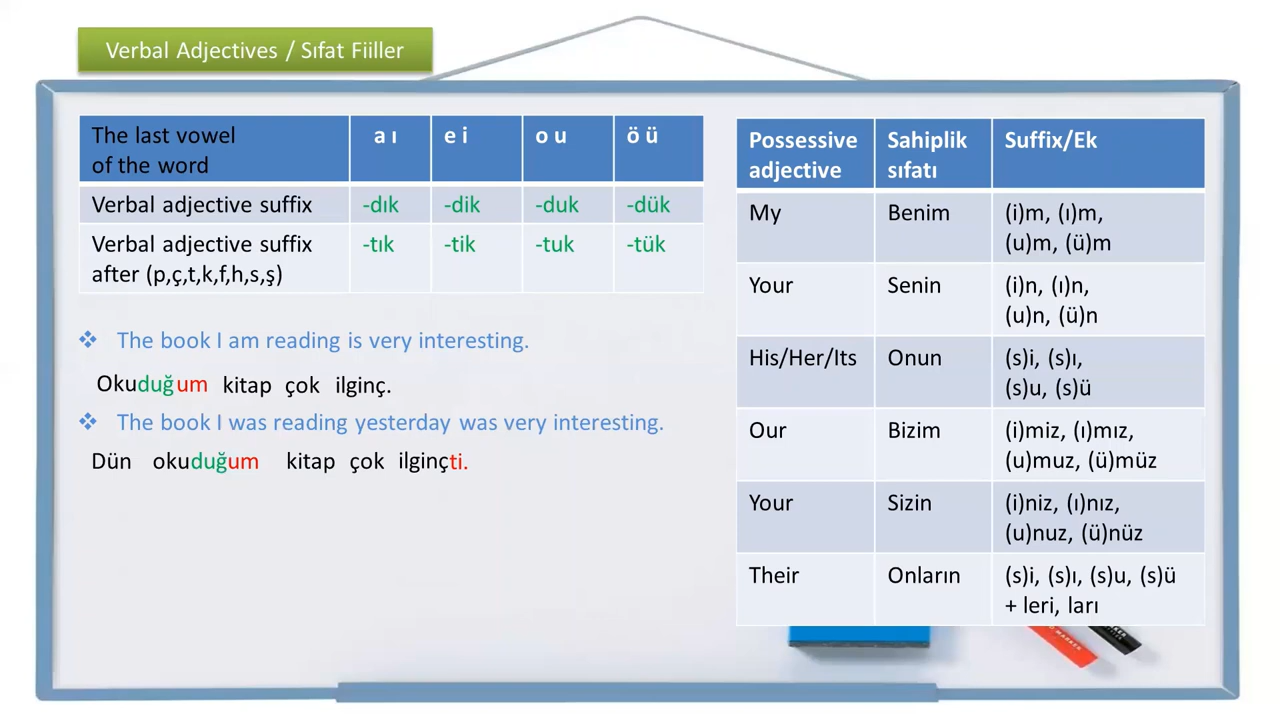 Verbal Adjectives / Sıfat Fiiller
The last vowel
of the word
a ı
e i
o u
ö ü
Verbal adjective suffix
-dık
-dik
-duk
-dük
Verbal adjective suffix
after (p,ç,t,k,f,h,s,ş)
-tık
-tik
-tuk
-tük
❖ The book I am reading is very interesting.
Okuduğum kitap çok ilginç.
❖ The book I was reading yesterday was very interesting.
Dün okuduğum kitap çok ilginçti.
Possessive
adjective
Sahiplik
sıfatı
Suffix/Ek
My
Benim
(i)m, (ı)m,
(u)m, (ü)m
Your
Senin
(i)n, (ı)n,
(u)n, (ü)n
His/Her/Its
Onun
(s)i, (s)ı,
(s)u, (s)ü
Our
Bizim
(i)miz, (ı)mız,
(u)muz, (ü)müz
Your
Sizin
(i)niz, (ı)nız,
(u)nuz, (ü)nüz
Their
Onların
(s)i, (s)ı, (s)u, (s)ü
+ leri, ları